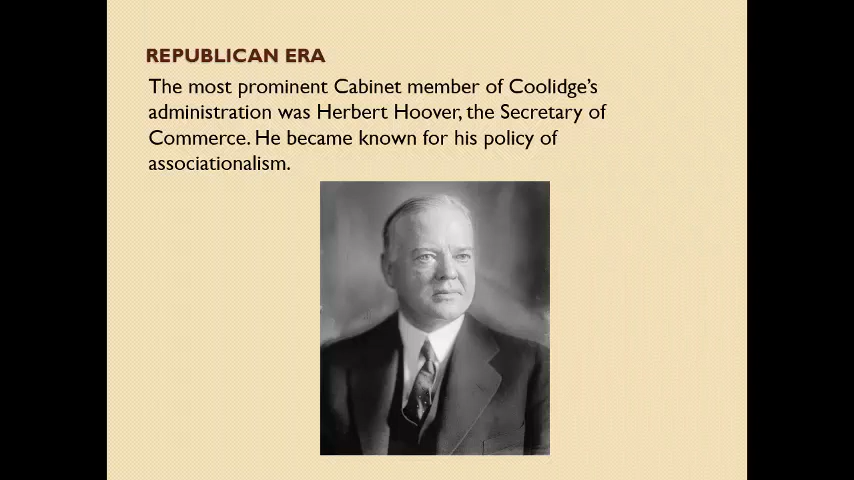 REPUBLICAN ERA
The most prominent Cabinet member of Coolidge's
administration was Herbert Hoover, the Secretary of
Commerce. He became known for his policy of
associationalism.